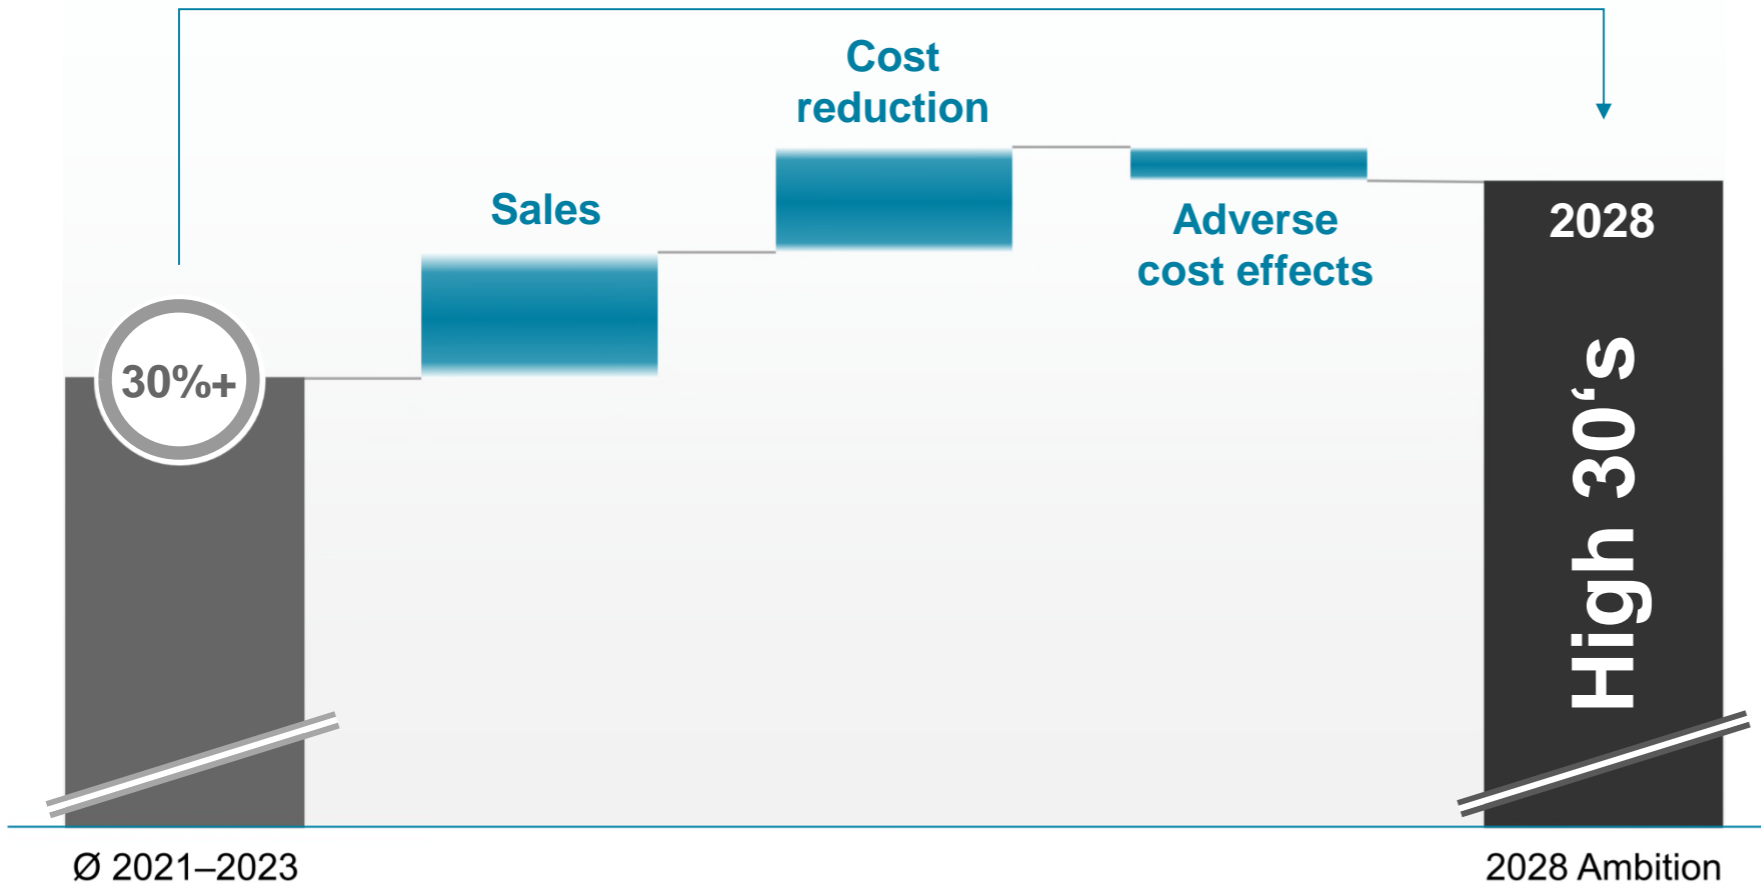 Cost
reduction
Sales
Adverse
cost effects
2028
30%+
High 30‘s
Ø 2021–2023
2028 Ambition